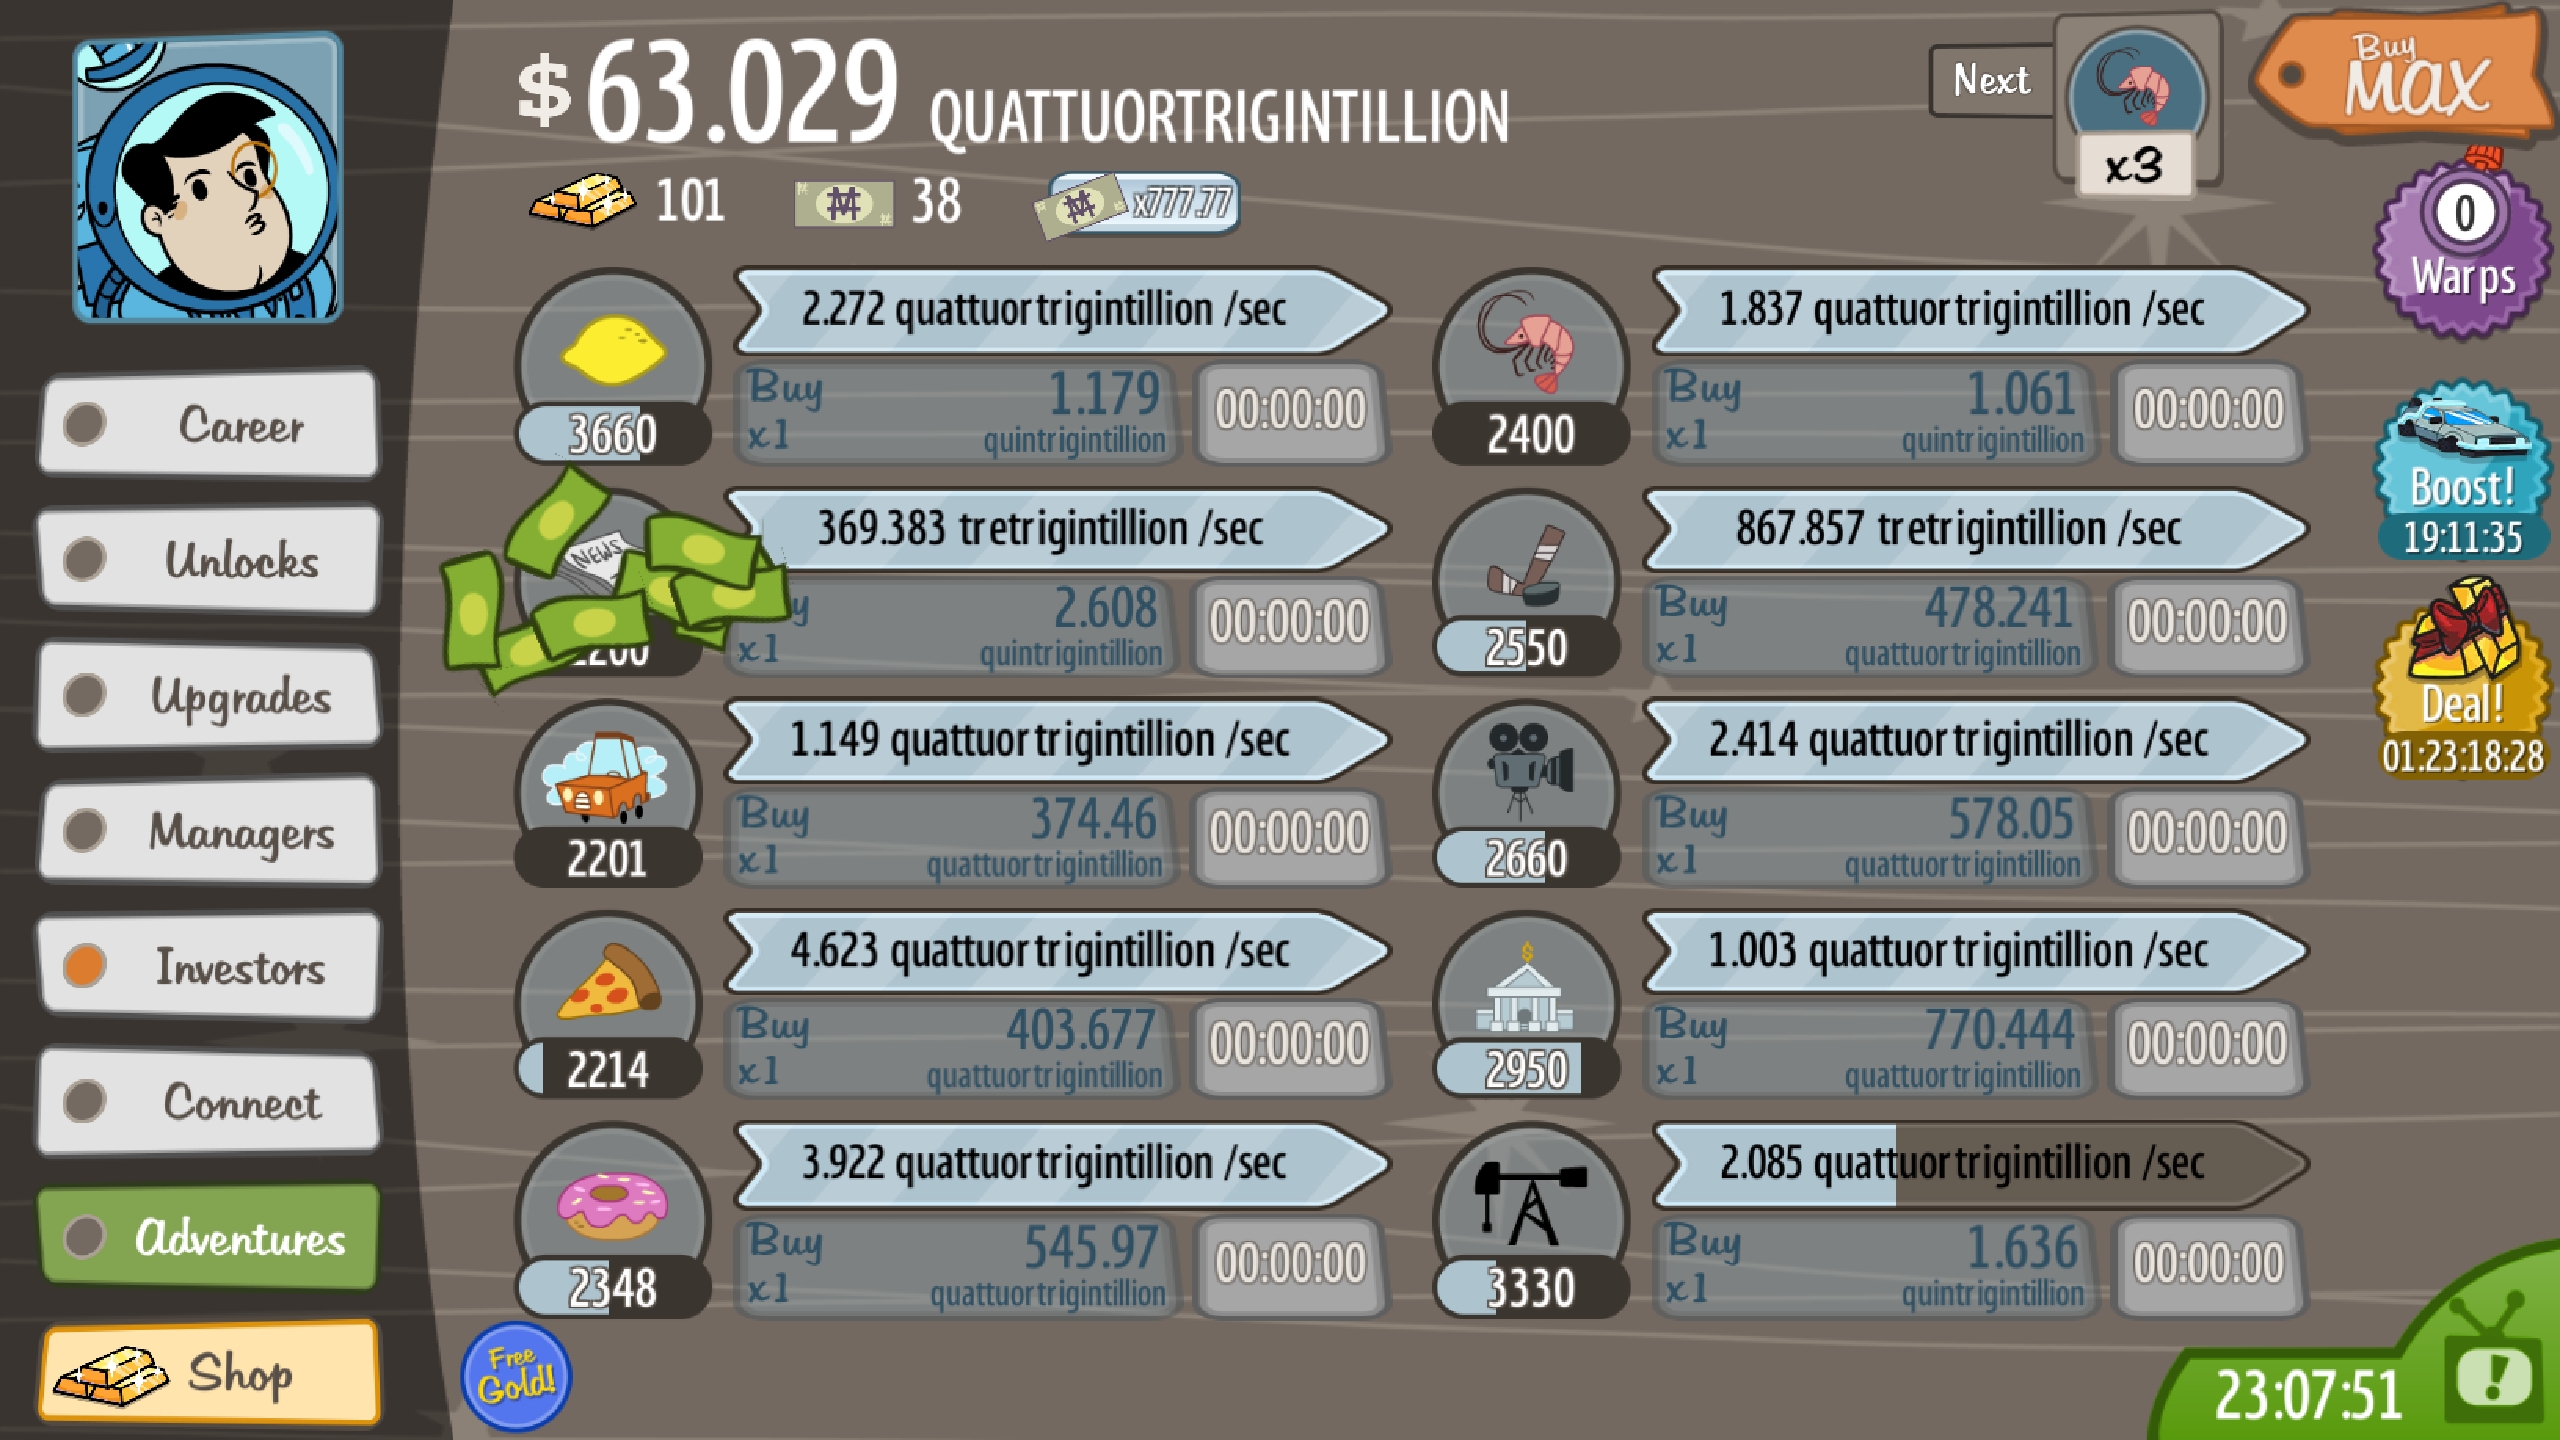 $63.029 QUATTUORTRIGINTILLION
Next
x3
Buy
MAX
101
38
x777.77
0
Warps
2.272 quattuortrigintillion /sec
3660
Buy
x1
1.179
quintrigintillion
00:00:00
1.837 quattuortrigintillion /sec
2400
Buy
x1
1.061
quintrigintillion
00:00:00
Career
Boost!
19:11:35
NEWS
369.383 tretrigintillion /sec
x1
2.608
quintrigintillion
00:00:00
867.857 tretrigintillion /sec
2550
Buy
x1
478.241
quattuortrigintillion
00:00:00
Unlocks
Deal!
01:23:18:28
Upgrades
1.149 quattuortrigintillion /sec
2201
Buy
x1
374.46
quattuortrigintillion
00:00:00
2.414 quattuortrigintillion /sec
2660
Buy
x1
578.05
quattuortrigintillion
00:00:00
Managers
Investors
4.623 quattuortrigintillion /sec
2214
Buy
x1
403.677
quattuortrigintillion
00:00:00
1.003 quattuortrigintillion /sec
2950
Buy
x1
770.444
quattuortrigintillion
00:00:00
Connect
Adventures
3.922 quattuortrigintillion /sec
2348
Buy
x1
545.97
quattuortrigintillion
00:00:00
2.085 quattuortrigintillion /sec
3330
Buy
x1
1.636
quintrigintillion
00:00:00
Shop
Free
Gold!
23:07:51
!